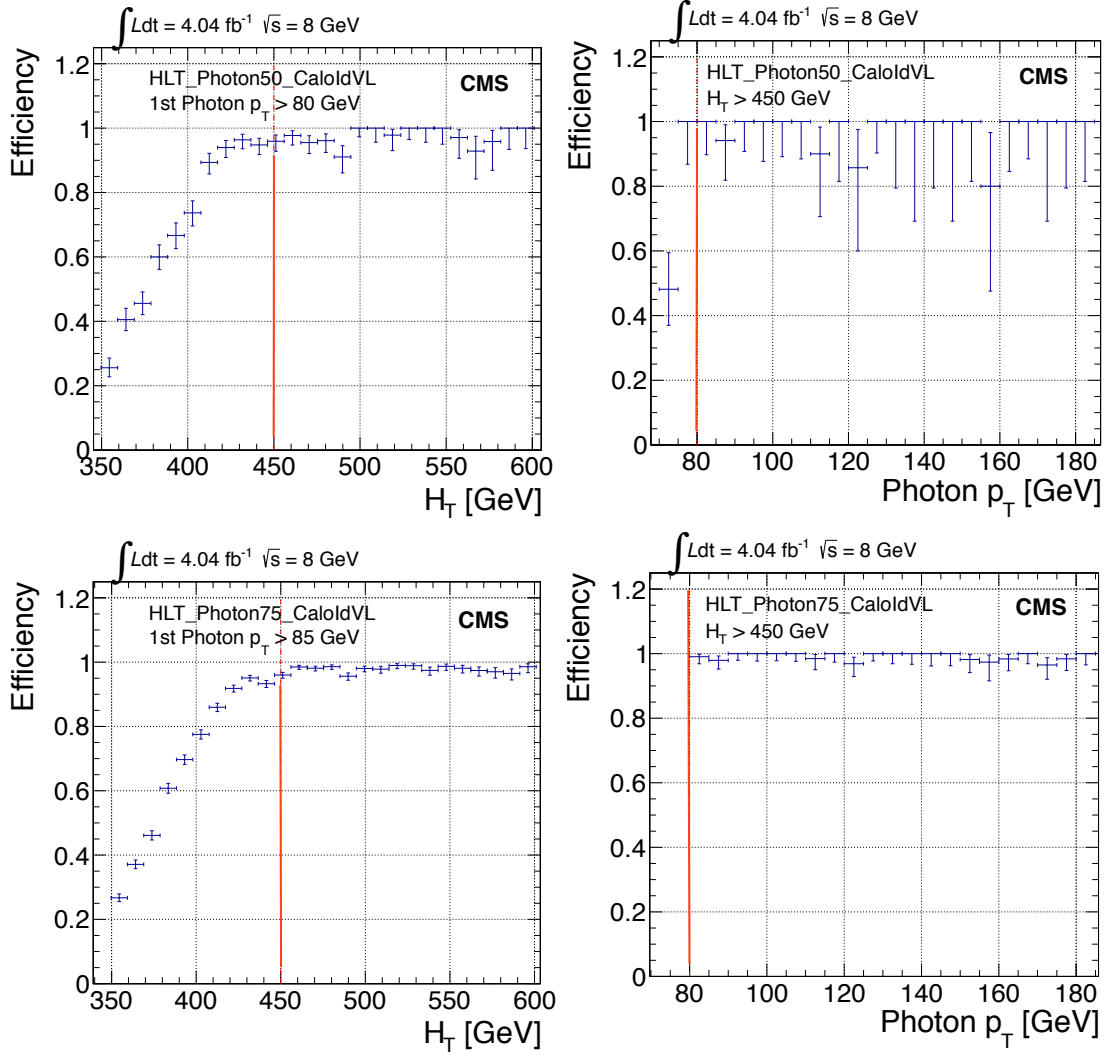 ∫Ldt = 4.04 fb⁻¹ √s = 8 GeV
Efficiency
1.2
1
0.8
0.6
0.4
0.2
0
HLT_Photon50_CaloIdVL
CMS
1st Photon p_T > 80 GeV
350 400 450 500 550 600
H_T [GeV]
∫Ldt = 4.04 fb⁻¹ √s = 8 GeV
Efficiency
1.2
1
0.8
0.6
0.4
0.2
0
HLT_Photon50_CaloIdVL
CMS
H_T > 450 GeV
80 100 120 140 160 180
Photon p_T [GeV]
∫Ldt = 4.04 fb⁻¹ √s = 8 GeV
Efficiency
1.2
1
0.8
0.6
0.4
0.2
0
HLT_Photon75_CaloIdVL
CMS
1st Photon p_T > 85 GeV
350 400 450 500 550 600
H_T [GeV]
∫Ldt = 4.04 fb⁻¹ √s = 8 GeV
Efficiency
1.2
1
0.8
0.6
0.4
0.2
0
HLT_Photon75_CaloIdVL
CMS
H_T > 450 GeV
80 100 120 140 160 180
Photon p_T [GeV]